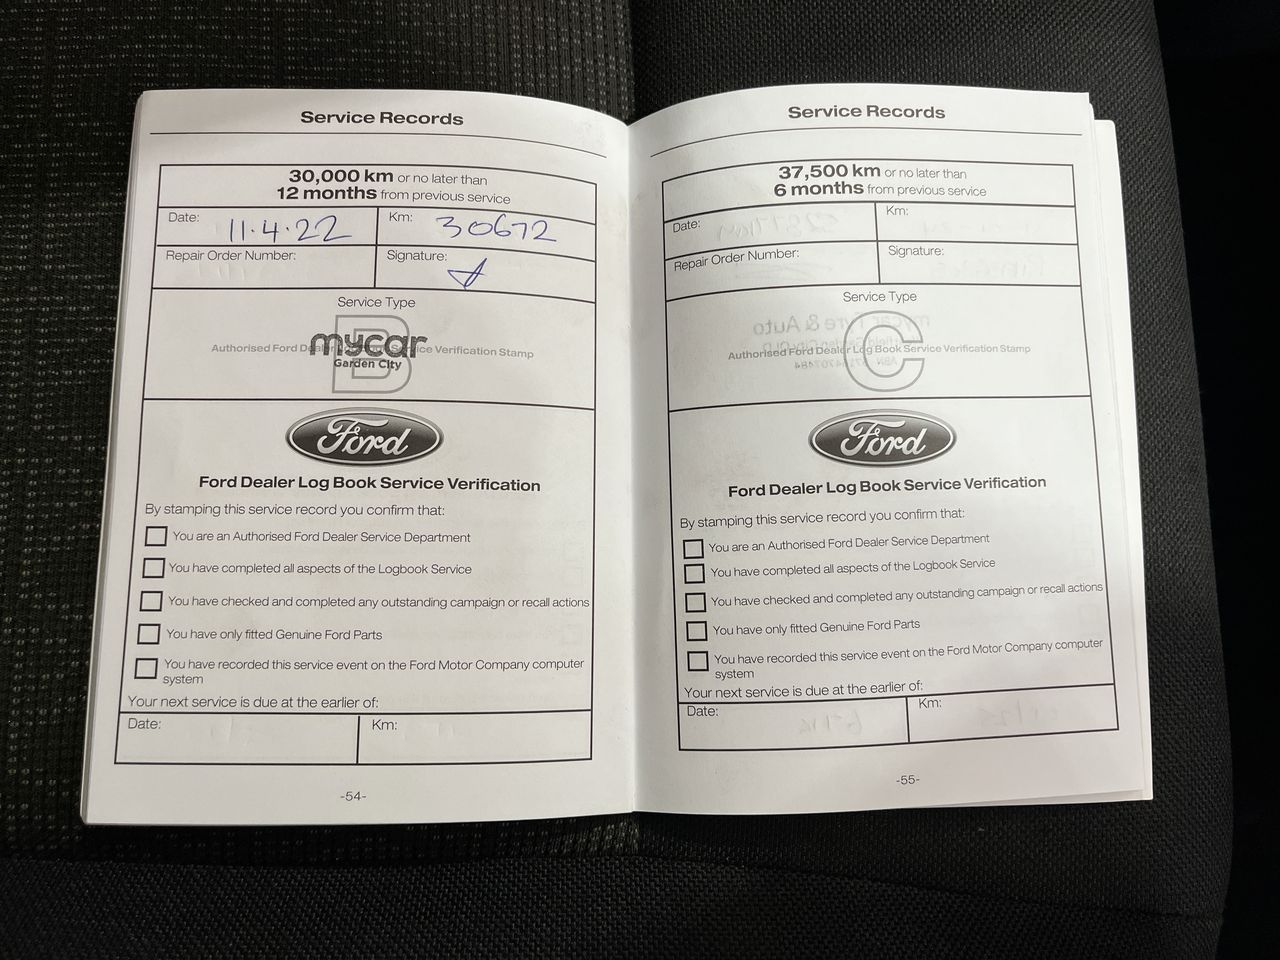 Service Records
30,000 km or no later than
12 months from previous service
Date: 11.4.22 Km: 30672
Repair Order Number: Signature:
Service Type
B
Authorised Ford Dealer Log Book Service Verification Stamp
mycar
Garden City
Ford
Ford Dealer Log Book Service Verification
By stamping this service record you confirm that:
You are an Authorised Ford Dealer Service Department
You have completed all aspects of the Logbook Service
You have checked and completed any outstanding campaign or recall actions
You have only fitted Genuine Ford Parts
You have recorded this service event on the Ford Motor Company computer
system
Your next service is due at the earlier of:
Date: Km:
-54-
Service Records
37,500 km or no later than
6 months from previous service
Date: Km:
Repair Order Number: Signature:
Service Type
C
Authorised Ford Dealer Log Book Service Verification Stamp
Ford
Ford Dealer Log Book Service Verification
By stamping this service record you confirm that:
You are an Authorised Ford Dealer Service Department
You have completed all aspects of the Logbook Service
You have checked and completed any outstanding campaign or recall actions
You have only fitted Genuine Ford Parts
You have recorded this service event on the Ford Motor Company computer
system
Your next service is due at the earlier of:
Date: Km:
-55-